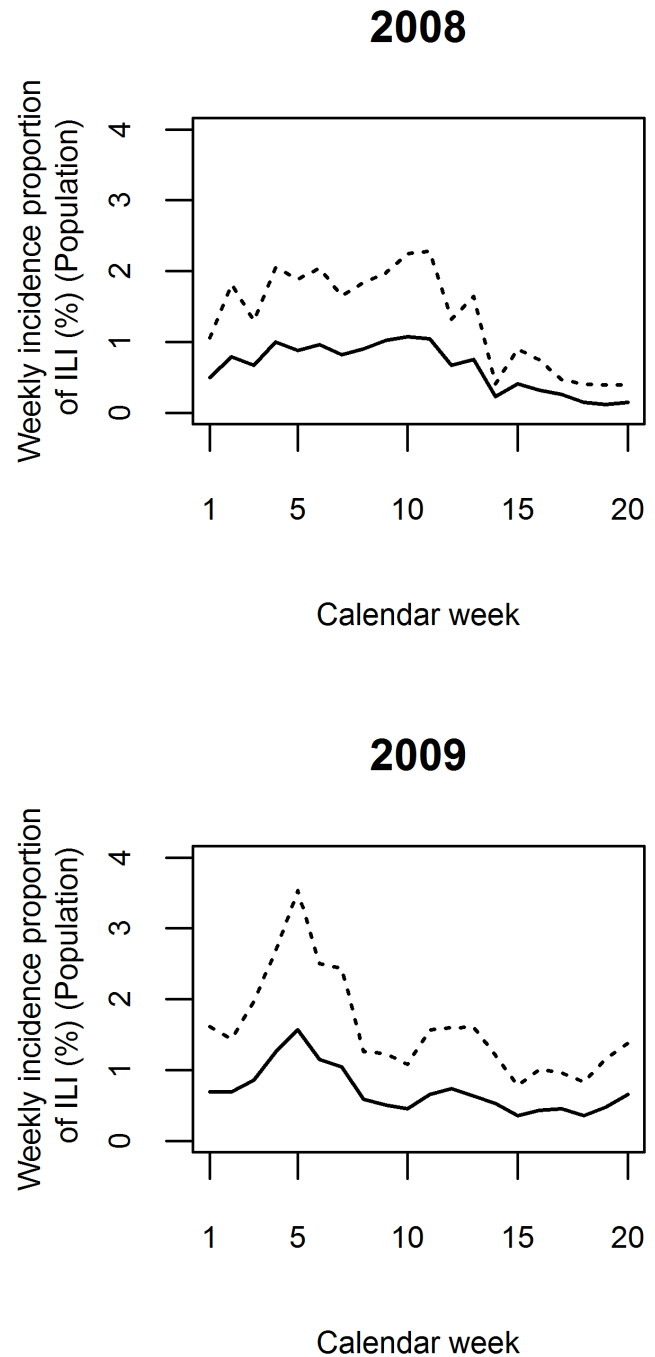 2008
Weekly incidence proportion
of ILI (%) (Population)
4
3
2
1
0
1 5 10 15 20
Calendar week
2009
Weekly incidence proportion
of ILI (%) (Population)
4
3
2
1
0
1 5 10 15 20
Calendar week